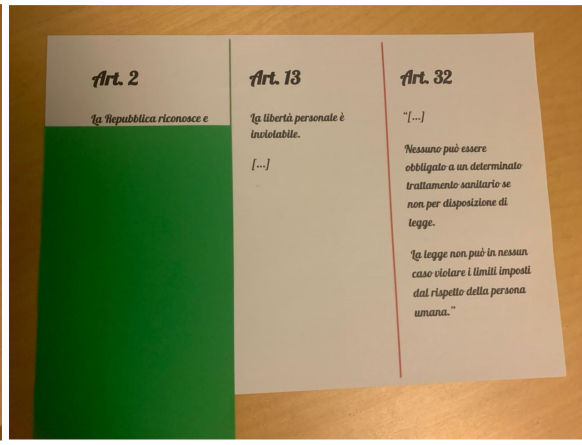 Art. 2
La Repubblica riconosce e
Art. 13
La libertà personale è
inviolabile.
[...]
Art. 32
“[...]
Nessuno può essere
obbligato a un determinato
trattamento sanitario se
non per disposizione di
legge.
La legge non può in nessun
caso violare i limiti imposti
dal rispetto della persona
umana.”